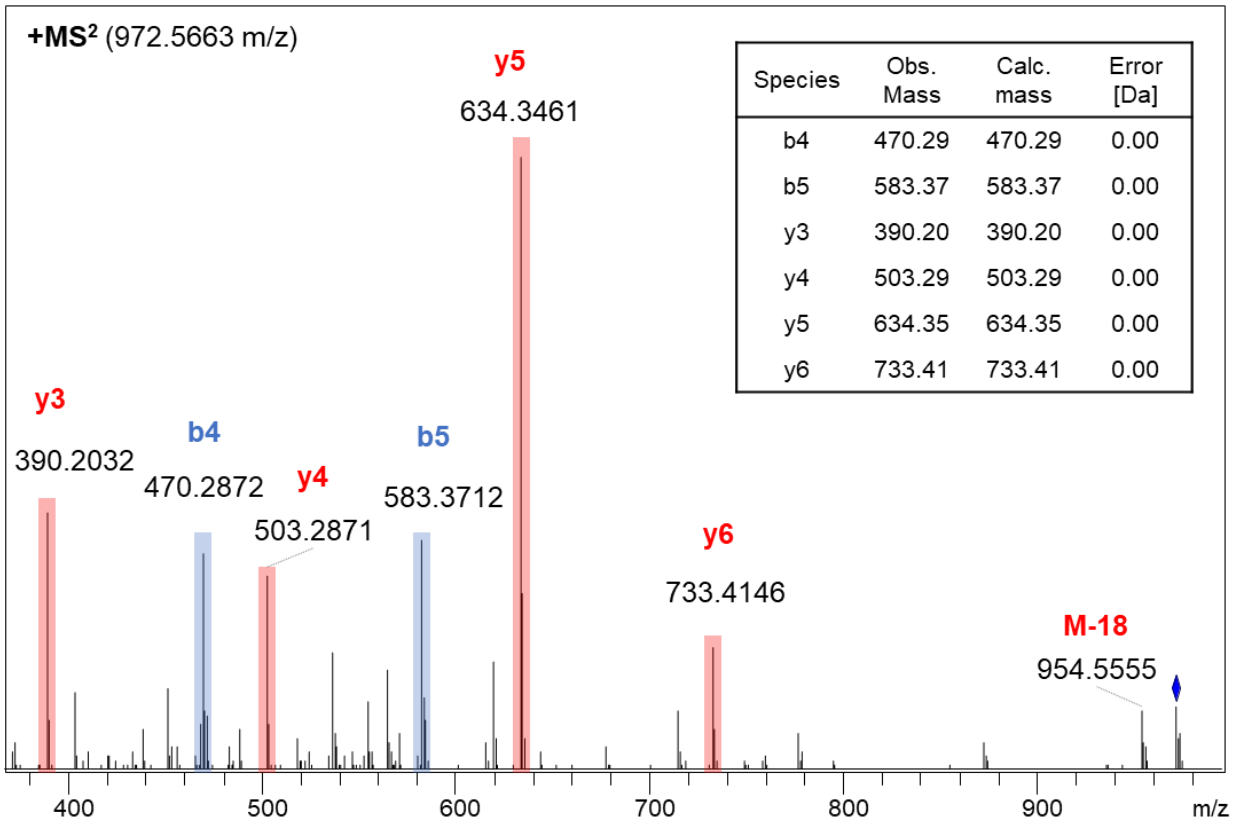 +MS² (972.5663 m/z)
y5
634.3461
Species Obs. Mass Calc. mass Error [Da]
b4 470.29 470.29 0.00
b5 583.37 583.37 0.00
y3 390.20 390.20 0.00
y4 503.29 503.29 0.00
y5 634.35 634.35 0.00
y6 733.41 733.41 0.00
y3
390.2032
b4
470.2872
y4
503.2871
b5
583.3712
y6
733.4146
M-18
954.5555
400 500 600 700 800 900 m/z